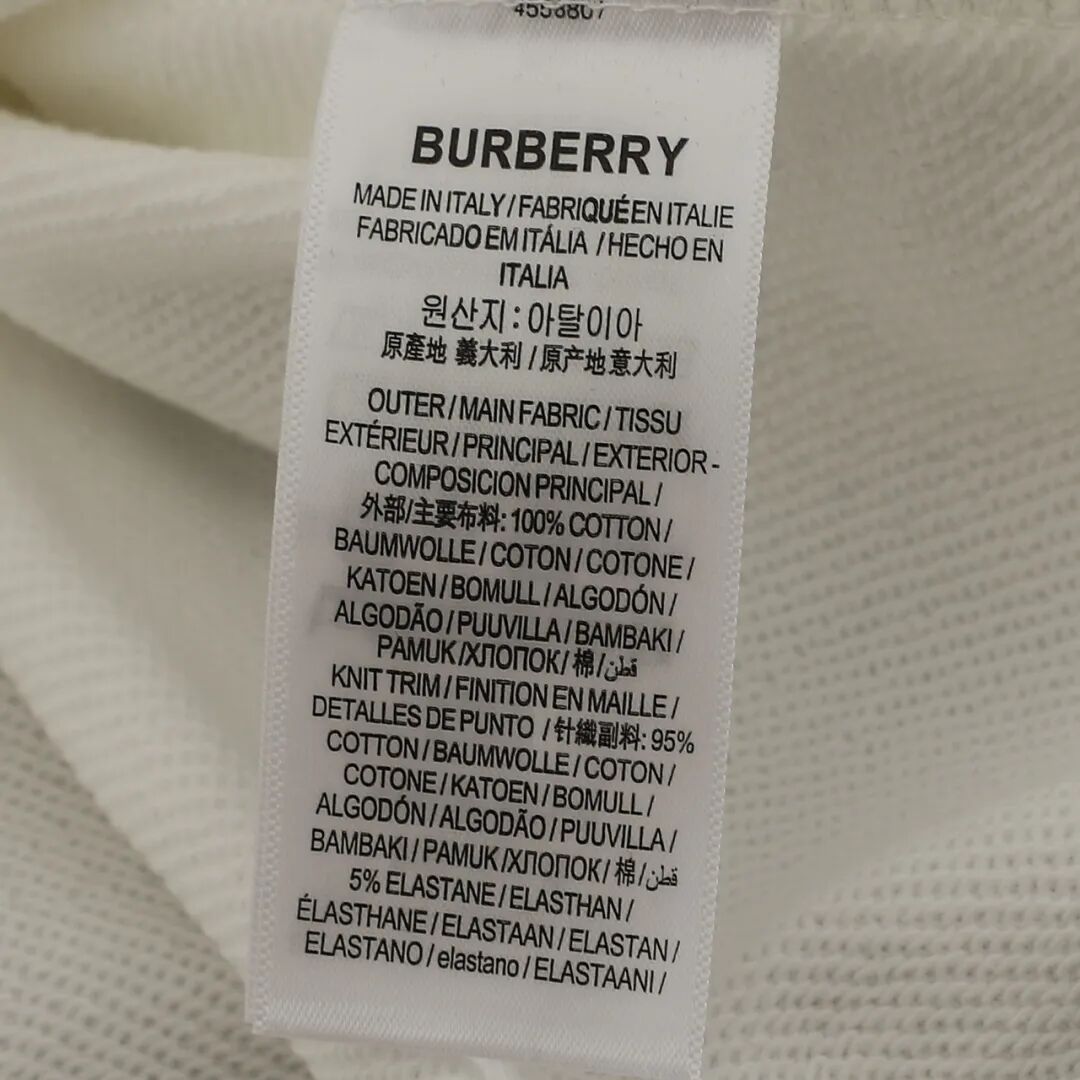 BURBERRY
MADE IN ITALY / FABRIQUÉ EN ITALIE
FABRICADO EM ITÁLIA / HECHO EN
ITALIA
원산지 : 아탈이아
原產地 義大利 / 原产地 意大利
OUTER / MAIN FABRIC / TISSU
EXTÉRIEUR / PRINCIPAL / EXTERIOR -
COMPOSICION PRINCIPAL /
外部/主要布料: 100% COTTON /
BAUMWOLLE / COTON / COTONE /
KATOEN / BOMULL / ALGODÓN /
ALGODÃO / PUUVILLA / BAMBAKI /
PAMUK /ХЛОПОК/ 棉/قطن
KNIT TRIM / FINITION EN MAILLE /
DETALLES DE PUNTO / 针織副料: 95%
COTTON / BAUMWOLLE / COTON /
COTONE / KATOEN / BOMULL /
ALGODÓN / ALGODÃO / PUUVILLA /
BAMBAKI / PAMUK /ХЛОПОК/ 棉/قطن
5% ELASTANE / ELASTHAN /
ÉLASTHANE / ELASTAAN / ELASTAN /
ELASTANO / elastano / ELASTAANI /